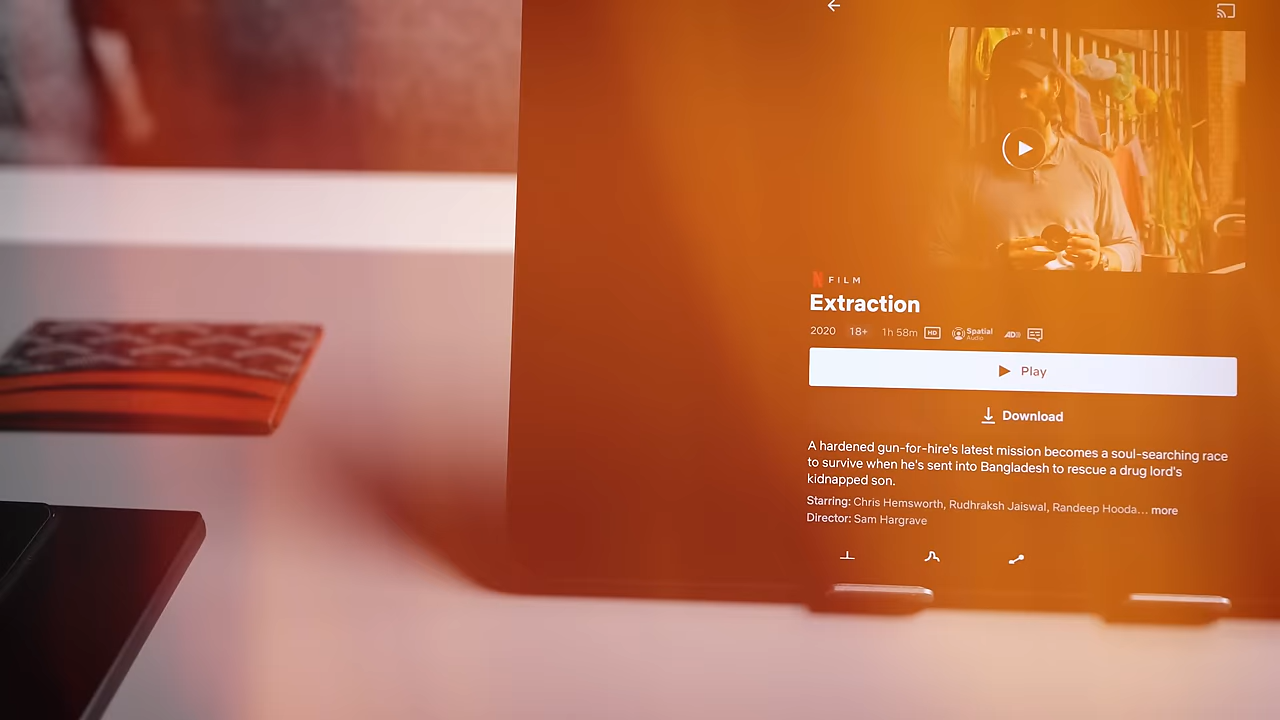 N FILM
Extraction
2020 18+ 1h 58m HD Spatial Audio AD
Play
Download
A hardened gun-for-hire's latest mission becomes a soul-searching race
to survive when he's sent into Bangladesh to rescue a drug lord's
kidnapped son.
Starring: Chris Hemsworth, Rudhraksh Jaiswal, Randeep Hooda... more
Director: Sam Hargrave